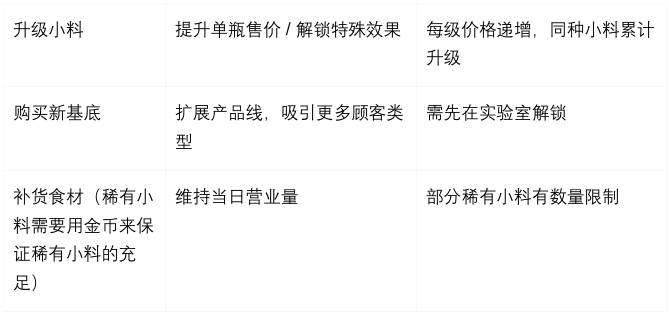 升级小料
提升单瓶售价 / 解锁特殊效果
每级价格递增，同种小料累计
升级
购买新基底
扩展产品线，吸引更多顾客类
型
需先在实验室解锁
补货食材（稀有小
料需要用金币来保
证稀有小料的充
足）
维持当日营业量
部分稀有小料有数量限制